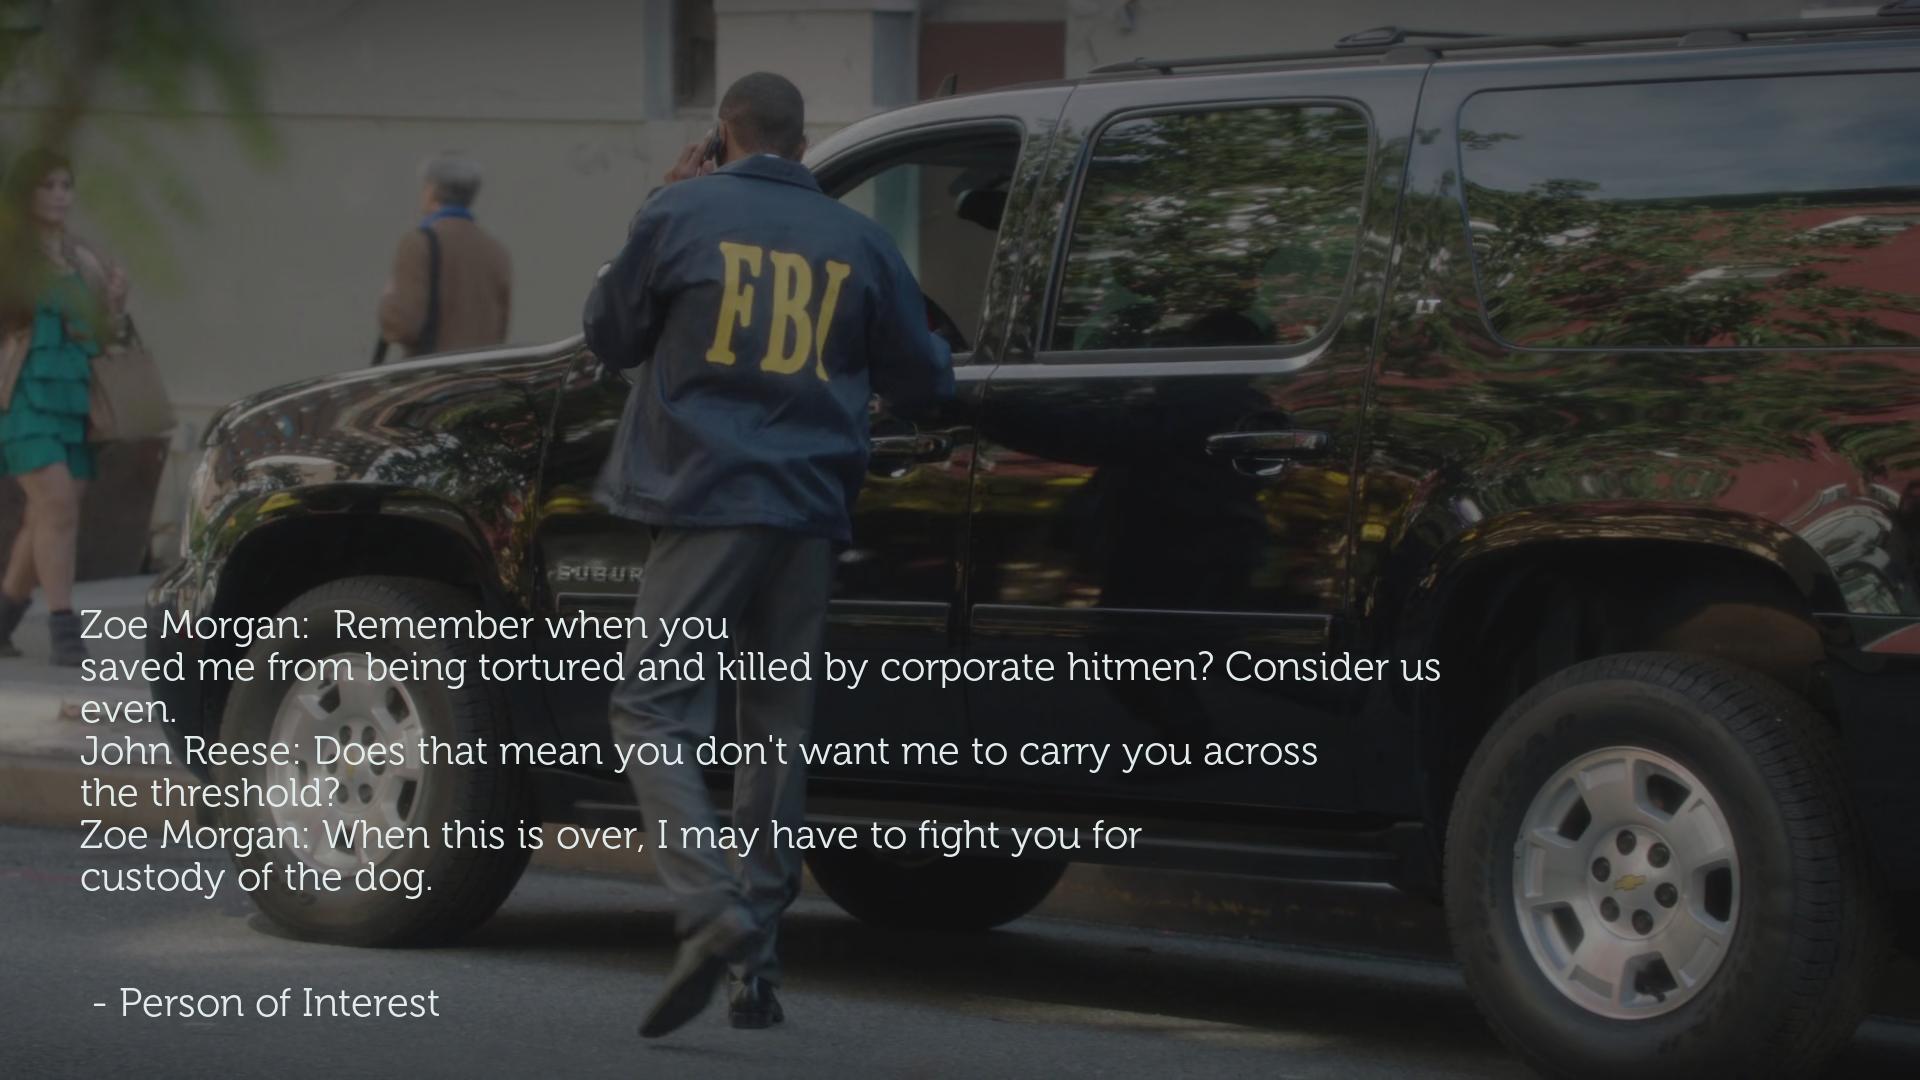 FBI
LT
SUBUR
Zoe Morgan:  Remember when you
saved me from being tortured and killed by corporate hitmen? Consider us
even.
John Reese: Does that mean you don't want me to carry you across
the threshold?
Zoe Morgan: When this is over, I may have to fight you for
custody of the dog.
- Person of Interest